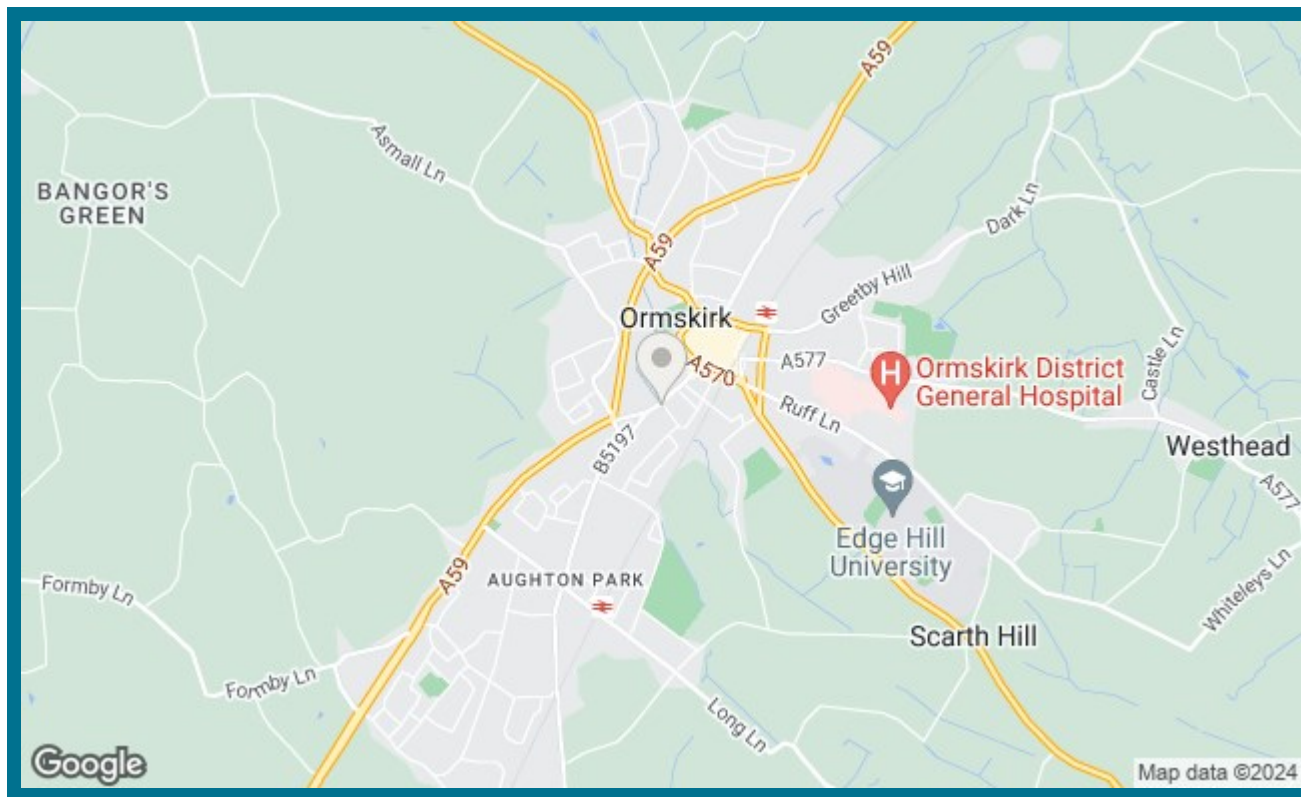 A59
Asmall Ln
BANGOR'S
GREEN
Dark Ln
A59
Greetby Hill
Ormskirk
A577
A570
Castle Ln
Ormskirk District
General Hospital
Ruff Ln
B5197
Westhead
A577
Edge Hill
University
A59
AUGHTON PARK
Formby Ln
Whiteleys Ln
Scarth Hill
Formby Ln
Long Ln
Google
Map data ©2024
H